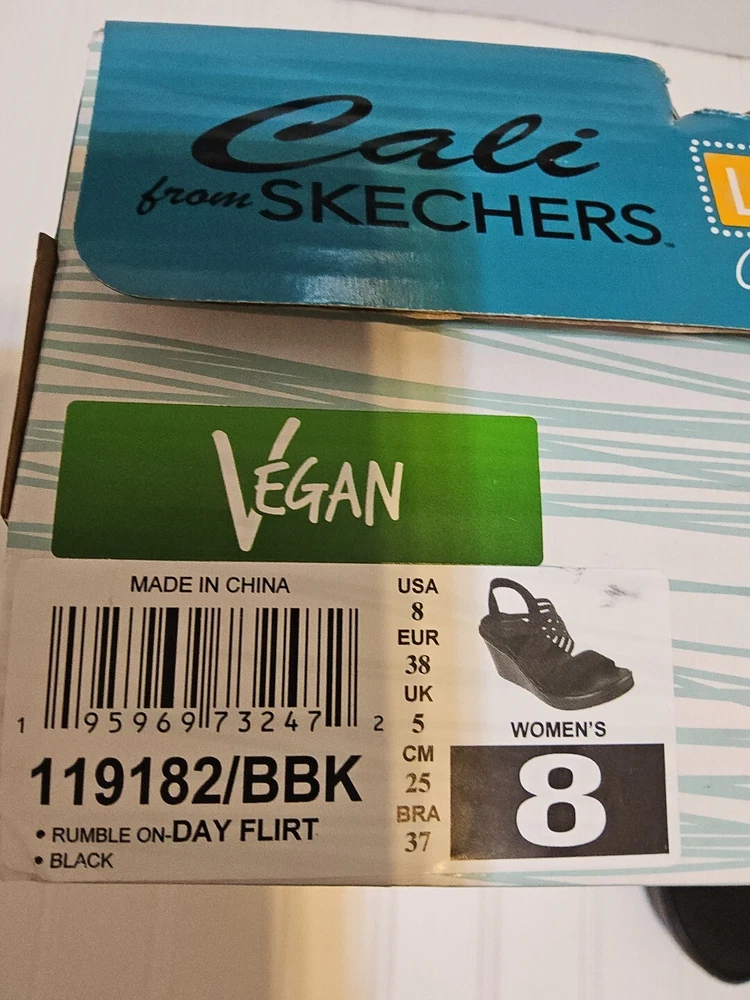 Cali
from SKECHERS™
VEGAN
MADE IN CHINA
1 95969 73247 2
119182/BBK
• RUMBLE ON-DAY FLIRT
• BLACK
USA
8
EUR
38
UK
5
CM
25
BRA
37
WOMEN'S
8